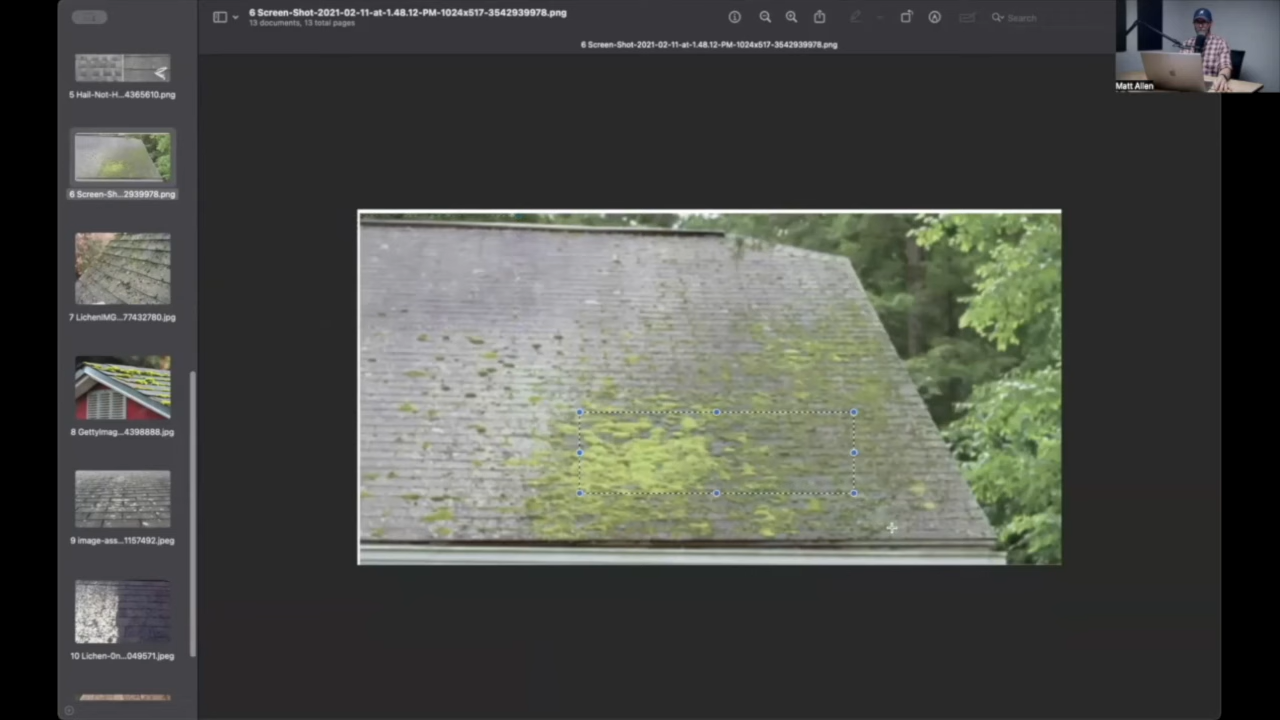 6 Screen-Shot-2021-02-11-at-1.48.12-PM-1024x517-3542939978.png
13 documents, 13 total pages
Search
6 Screen-Shot-2021-02-11-at-1.48.12-PM-1024x517-3542939978.png
Matt Allen
5 Hail-Not-H...4365610.png
6 Screen-Sh...2939978.png
7 LichenIMG...77432780.jpg
8 GettyImag...4398888.jpg
9 image-ass...1157492.jpeg
10 Lichen-0n...049571.jpeg